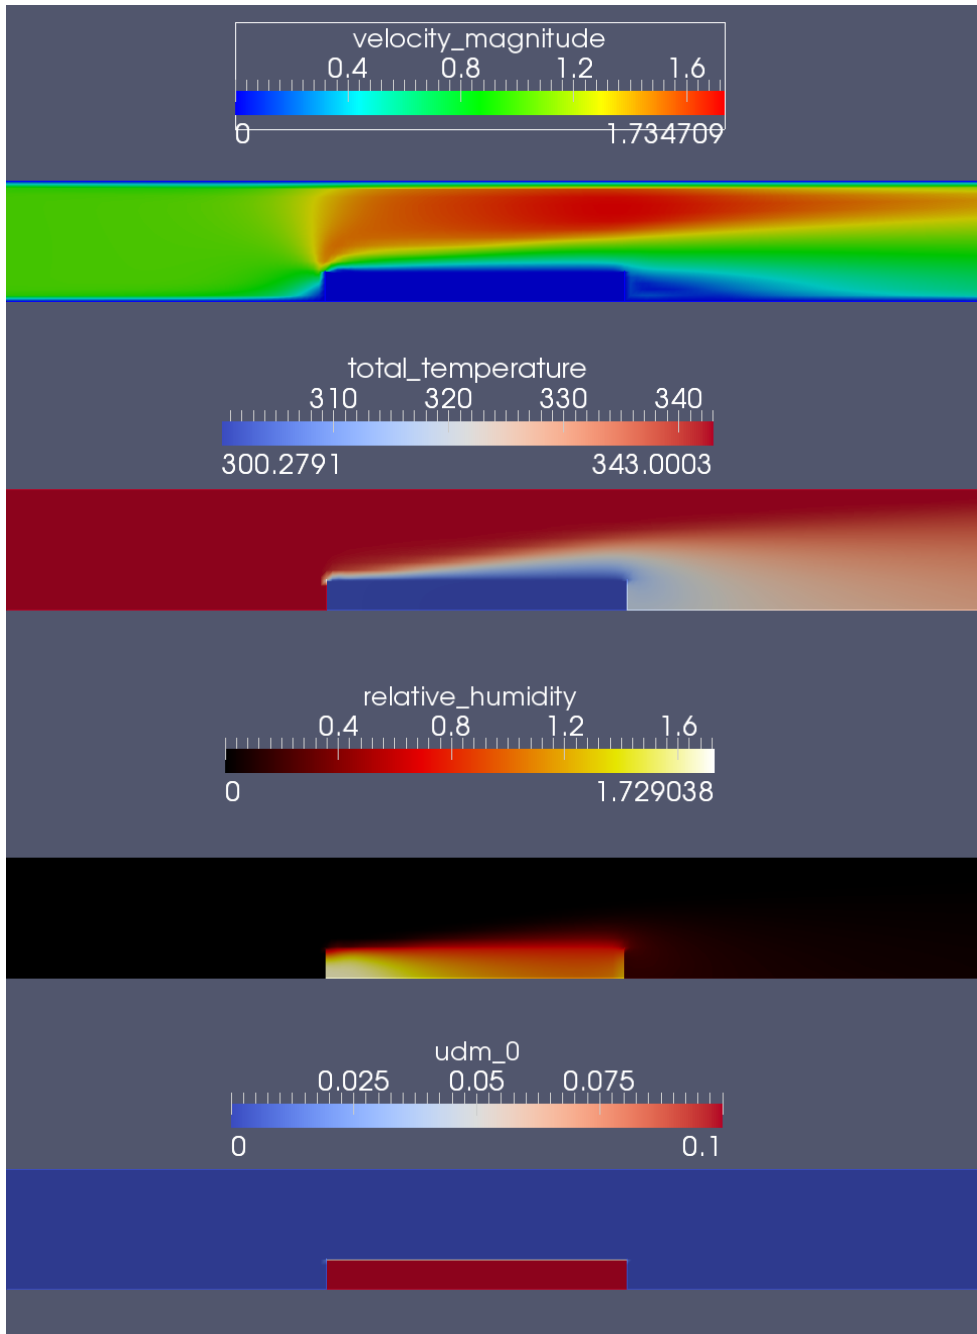 velocity_magnitude
0.4 0.8 1.2 1.6
0 1.734709
total_temperature
310 320 330 340
300.2791 343.0003
relative_humidity
0.4 0.8 1.2 1.6
0 1.729038
udm_0
0.025 0.05 0.075
0 0.1